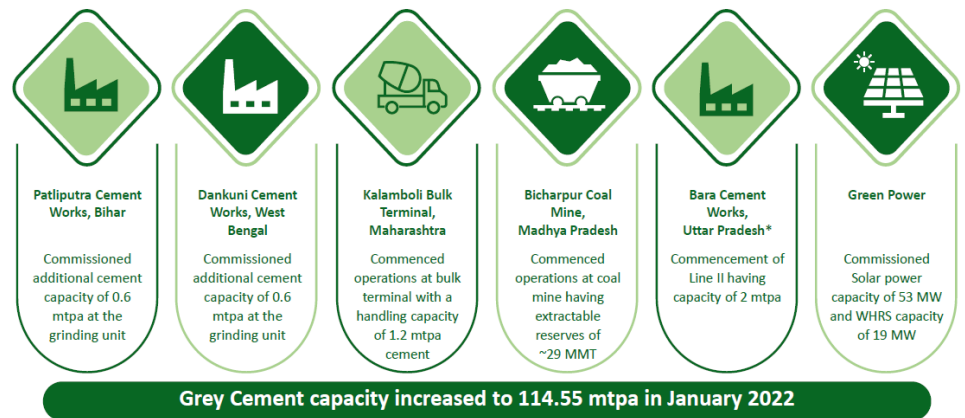 Patliputra Cement
Works, Bihar
Commissioned
additional cement
capacity of 0.6
mtpa at the
grinding unit
Dankuni Cement
Works, West
Bengal
Commissioned
additional cement
capacity of 0.6
mtpa at the
grinding unit
Kalamboli Bulk
Terminal,
Maharashtra
Commenced
operations at bulk
terminal with a
handling capacity
of 1.2 mtpa
cement
Bicharpur Coal
Mine,
Madhya Pradesh
Commenced
operations at coal
mine having
extractable
reserves of
~29 MMT
Bara Cement
Works,
Uttar Pradesh*
Commencement of
Line II having
capacity of 2 mtpa
Green Power
Commissioned
Solar power
capacity of 53 MW
and WHRS capacity
of 19 MW
Grey Cement capacity increased to 114.55 mtpa in January 2022